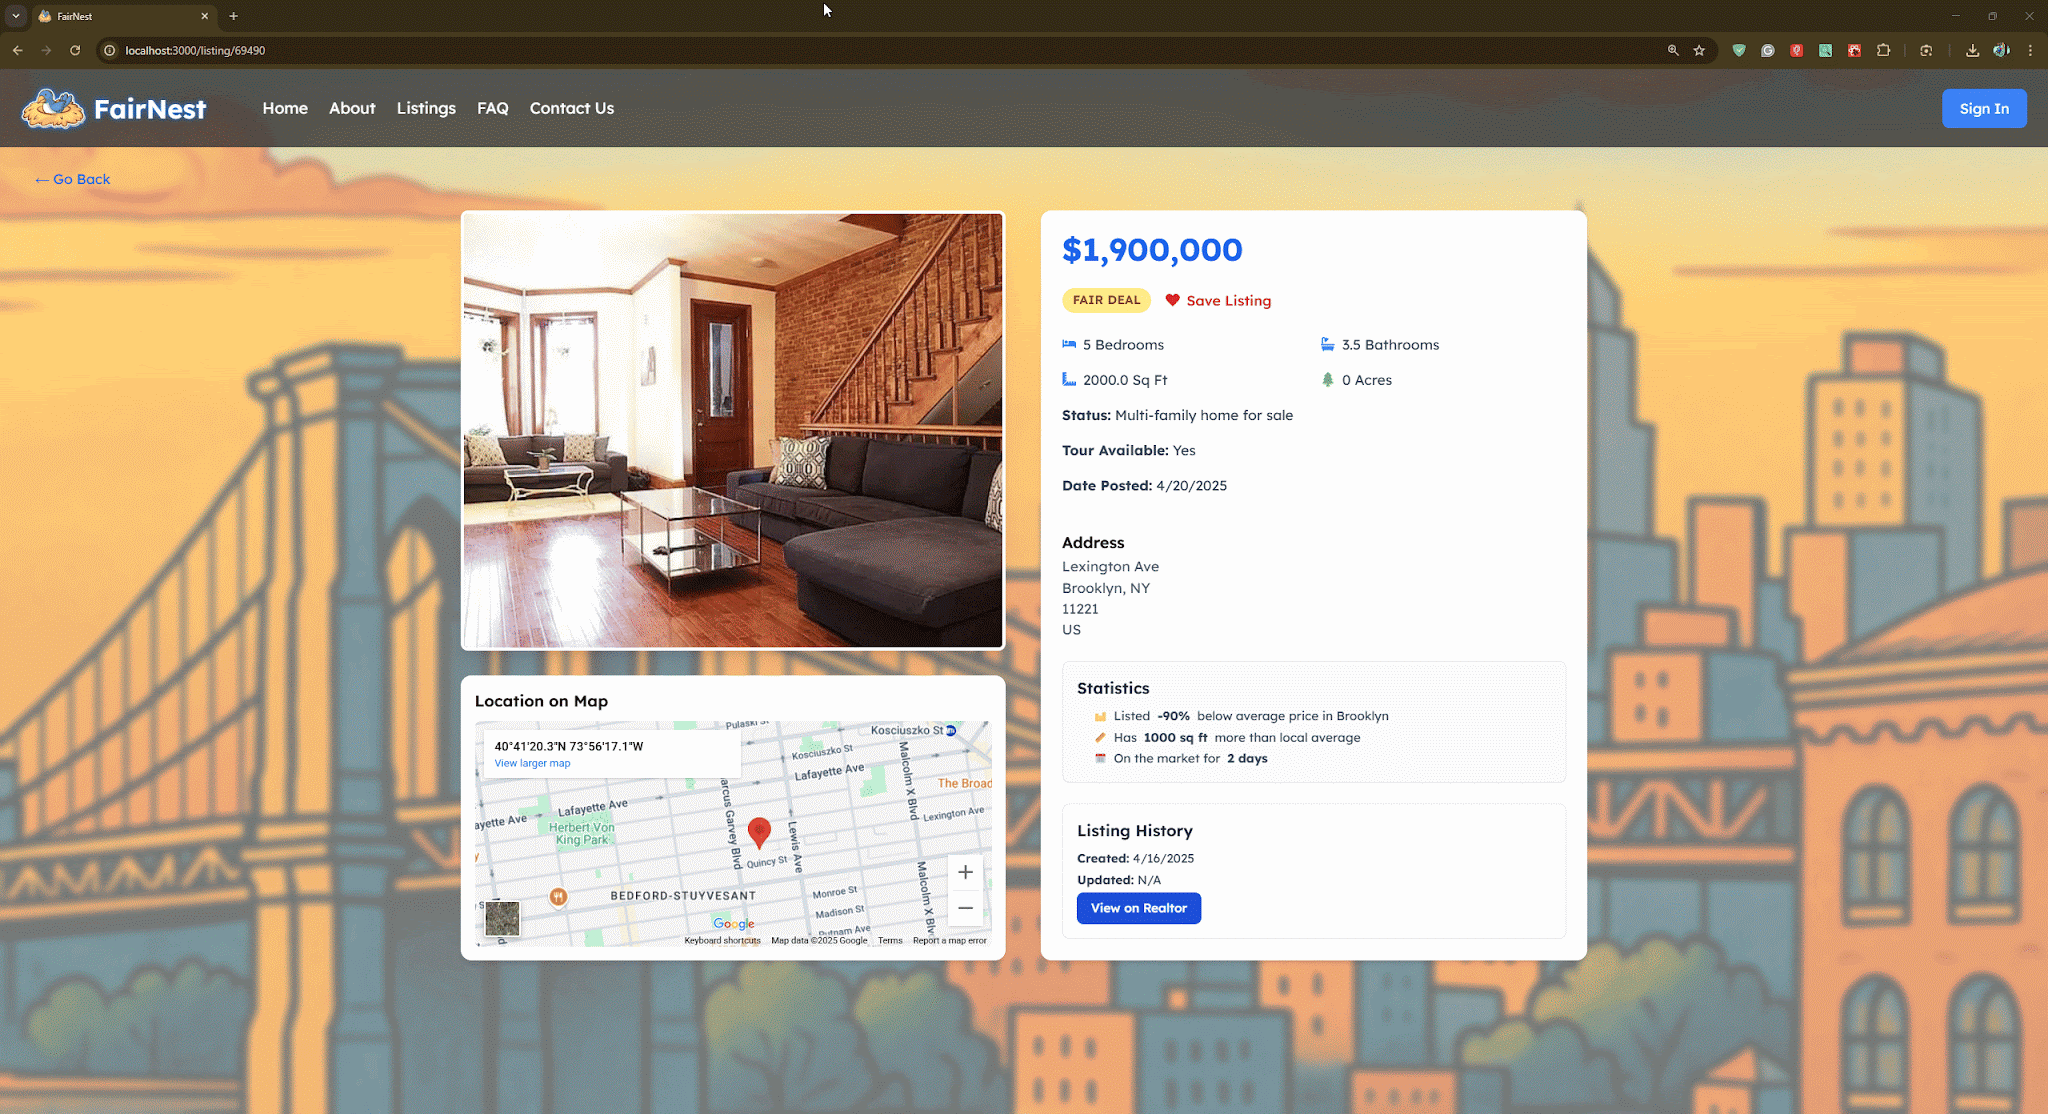 FairNest
localhost:3000/listing/69490
FairNest
Home
About
Listings
FAQ
Contact Us
Sign In
← Go Back
$1,900,000
FAIR DEAL
Save Listing
5 Bedrooms
3.5 Bathrooms
2000.0 Sq Ft
0 Acres
Status: Multi-family home for sale
Tour Available: Yes
Date Posted: 4/20/2025
Address
Lexington Ave
Brooklyn, NY
11221
US
Statistics
Listed -90% below average price in Brooklyn
Has 1000 sq ft more than local average
On the market for 2 days
Listing History
Created: 4/16/2025
Updated: N/A
View on Realtor
Location on Map
40°41'20.3"N 73°56'17.1"W
View larger map
Pulaski St
Kosciuszko St
Kosciuszko St
Lafayette Ave
Malcolm X Blvd
The Broad
Lafayette Ave
ayette Ave
Herbert Von
King Park
arcus Garvey Blvd
Lewis Ave
Lexington Ave
Quincy St
BEDFORD-STUYVESANT
Monroe St
Madison St
Malcolm X Blv
Putnam Ave
Google
Keyboard shortcuts
Map data ©2025 Google
Terms
Report a map error